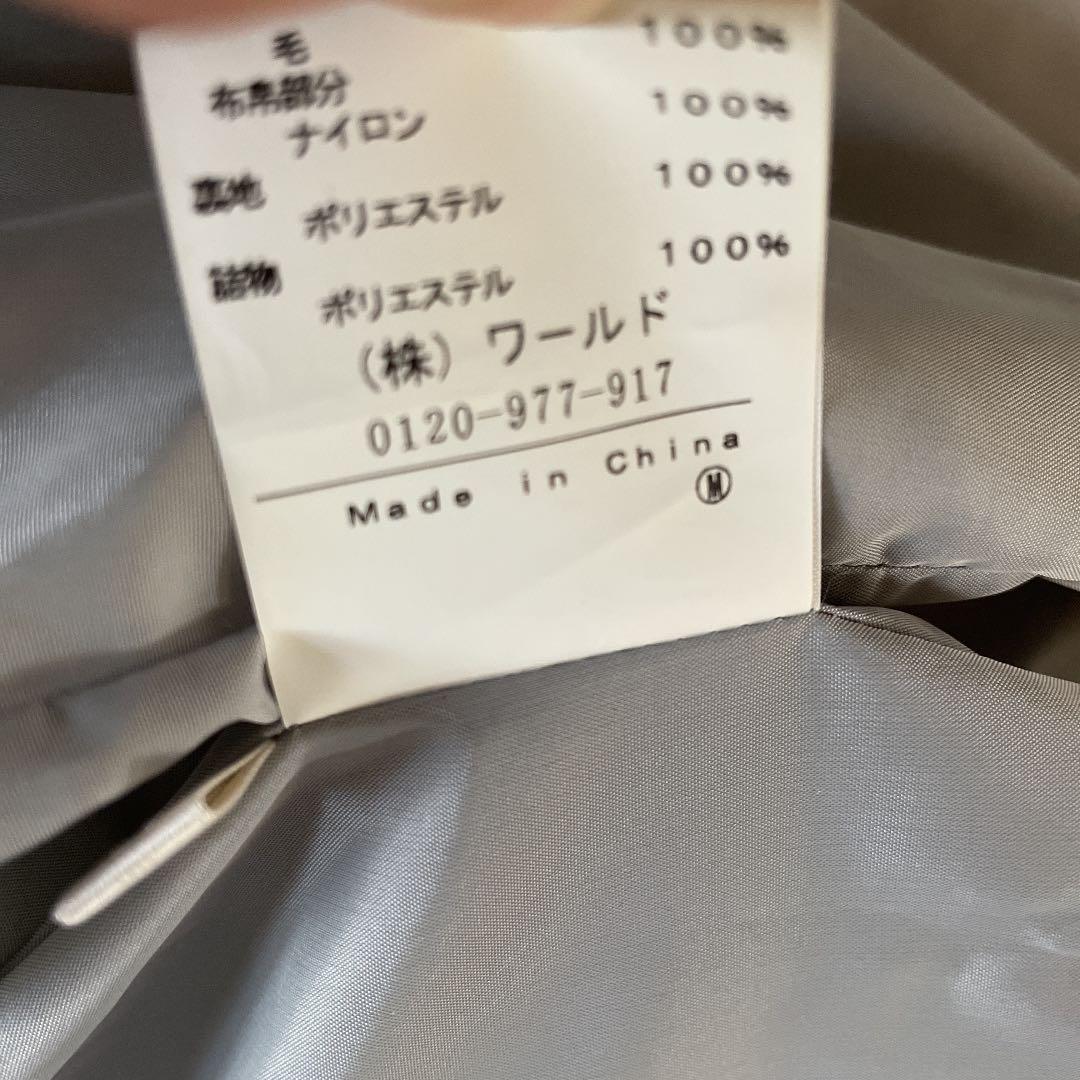 毛 100%
布帛部分
ナイロン 100%
裏地
ポリエステル 100%
詰物
ポリエステル 100%
(株) ワールド
0120-977-917
Made in China
Ⓜ